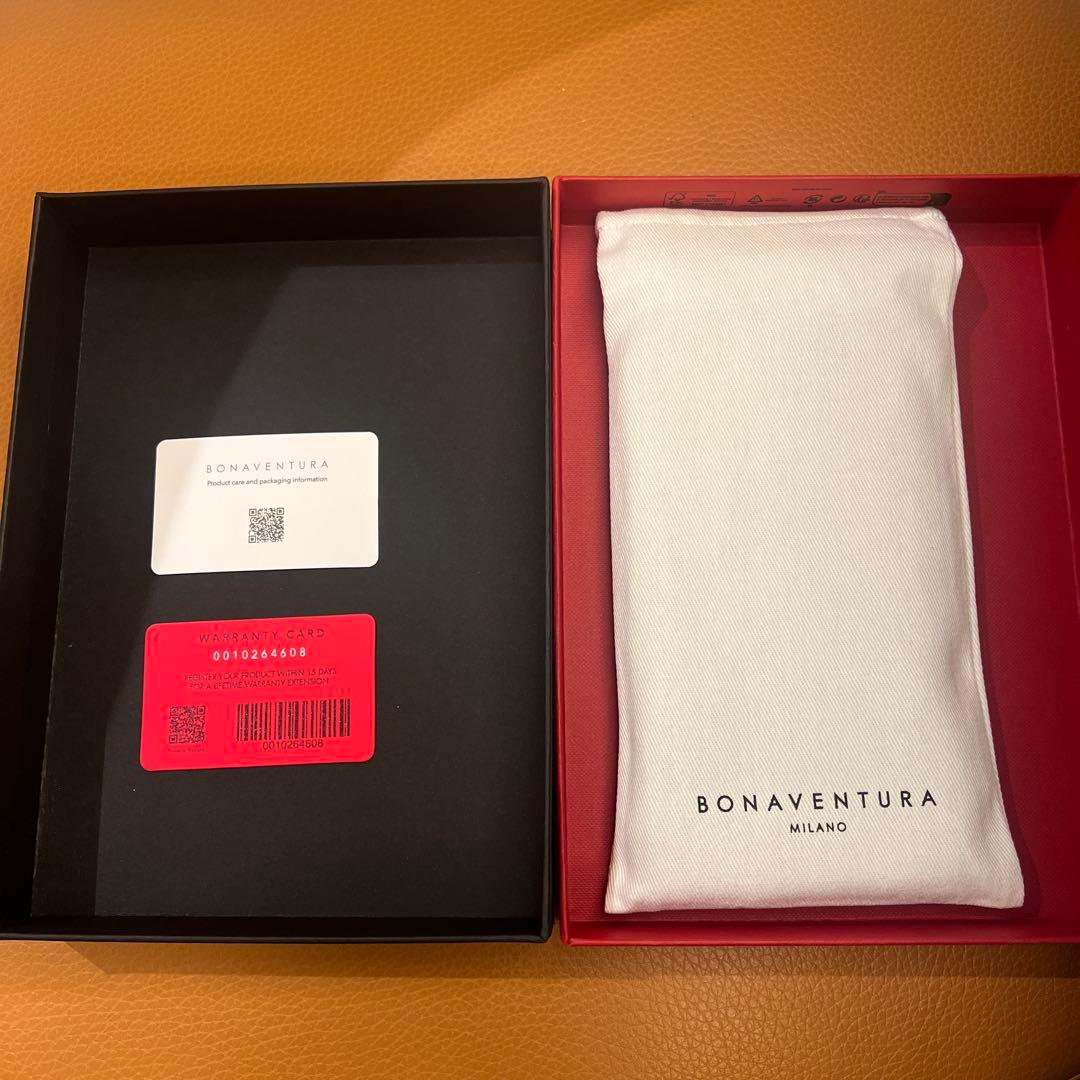 BONAVENTURA
Product care and packaging information
WARRANTY CARD
0010264608
REGISTER YOUR PRODUCT WITHIN 15 DAYS
FOR A LIFETIME WARRANTY EXTENSION
0010264608
BONAVENTURA
MILANO